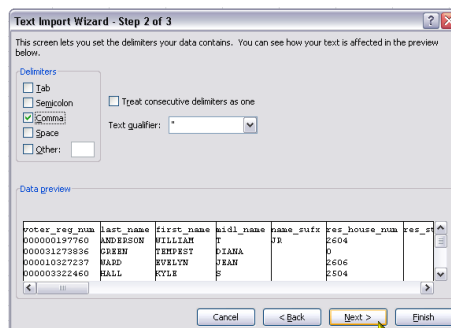 Text Import Wizard - Step 2 of 3
This screen lets you set the delimiters your data contains. You can see how your text is affected in the preview
below.
Delimiters
Tab
Semicolon
Comma
Space
Other:
Treat consecutive delimiters as one
Text qualifier: "
Data preview
voter_reg_num last_name first_name midl_name name_sufx res_house_num res_st
000000197760 ANDERSON WILLIAM T JR 2604
000031273836 GREEN TEMPEST DIANA 0
000010327237 WARD EVELYN JEAN 2606
000003322460 HALL KYLE S 2504
Cancel < Back Next > Finish